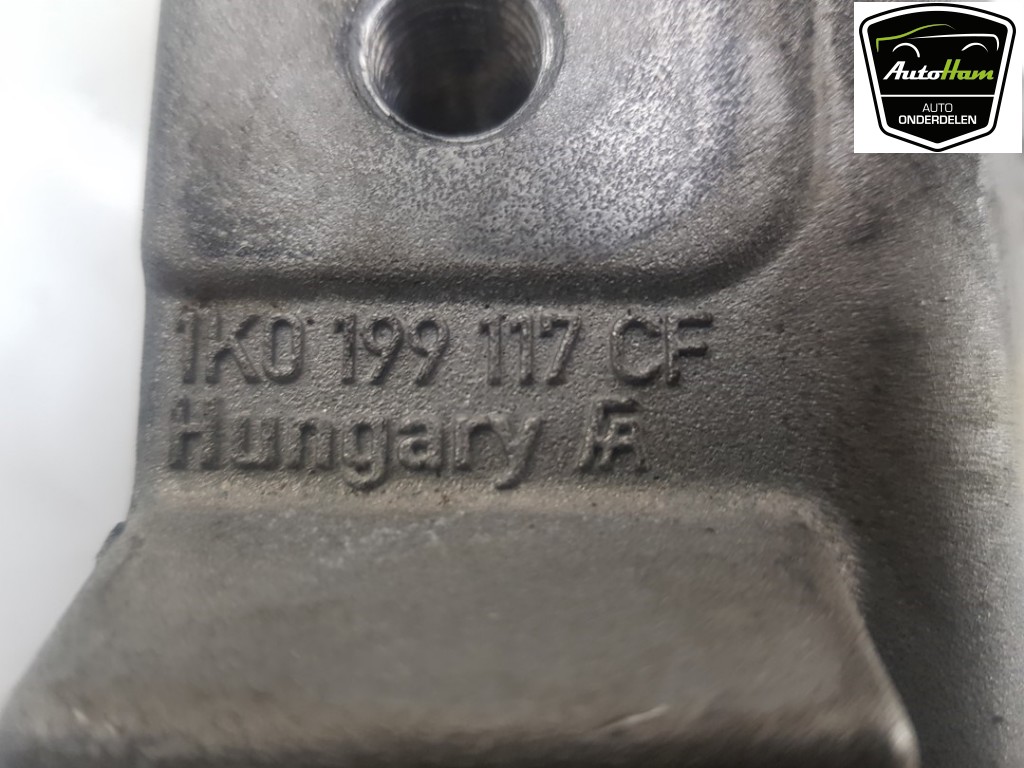 AutoHam
AUTO
ONDERDELEN
1K0 199 117 CF
Hungary